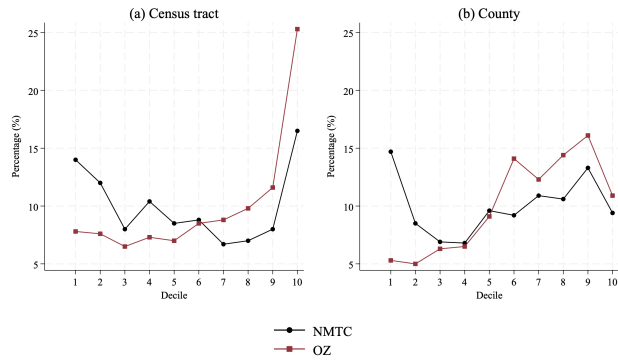 (a) Census tract
(b) County
Percentage (%)
25
20
15
10
5
1 2 3 4 5 6 7 8 9 10
Decile
Percentage (%)
25
20
15
10
5
1 2 3 4 5 6 7 8 9 10
Decile
NMTC
OZ